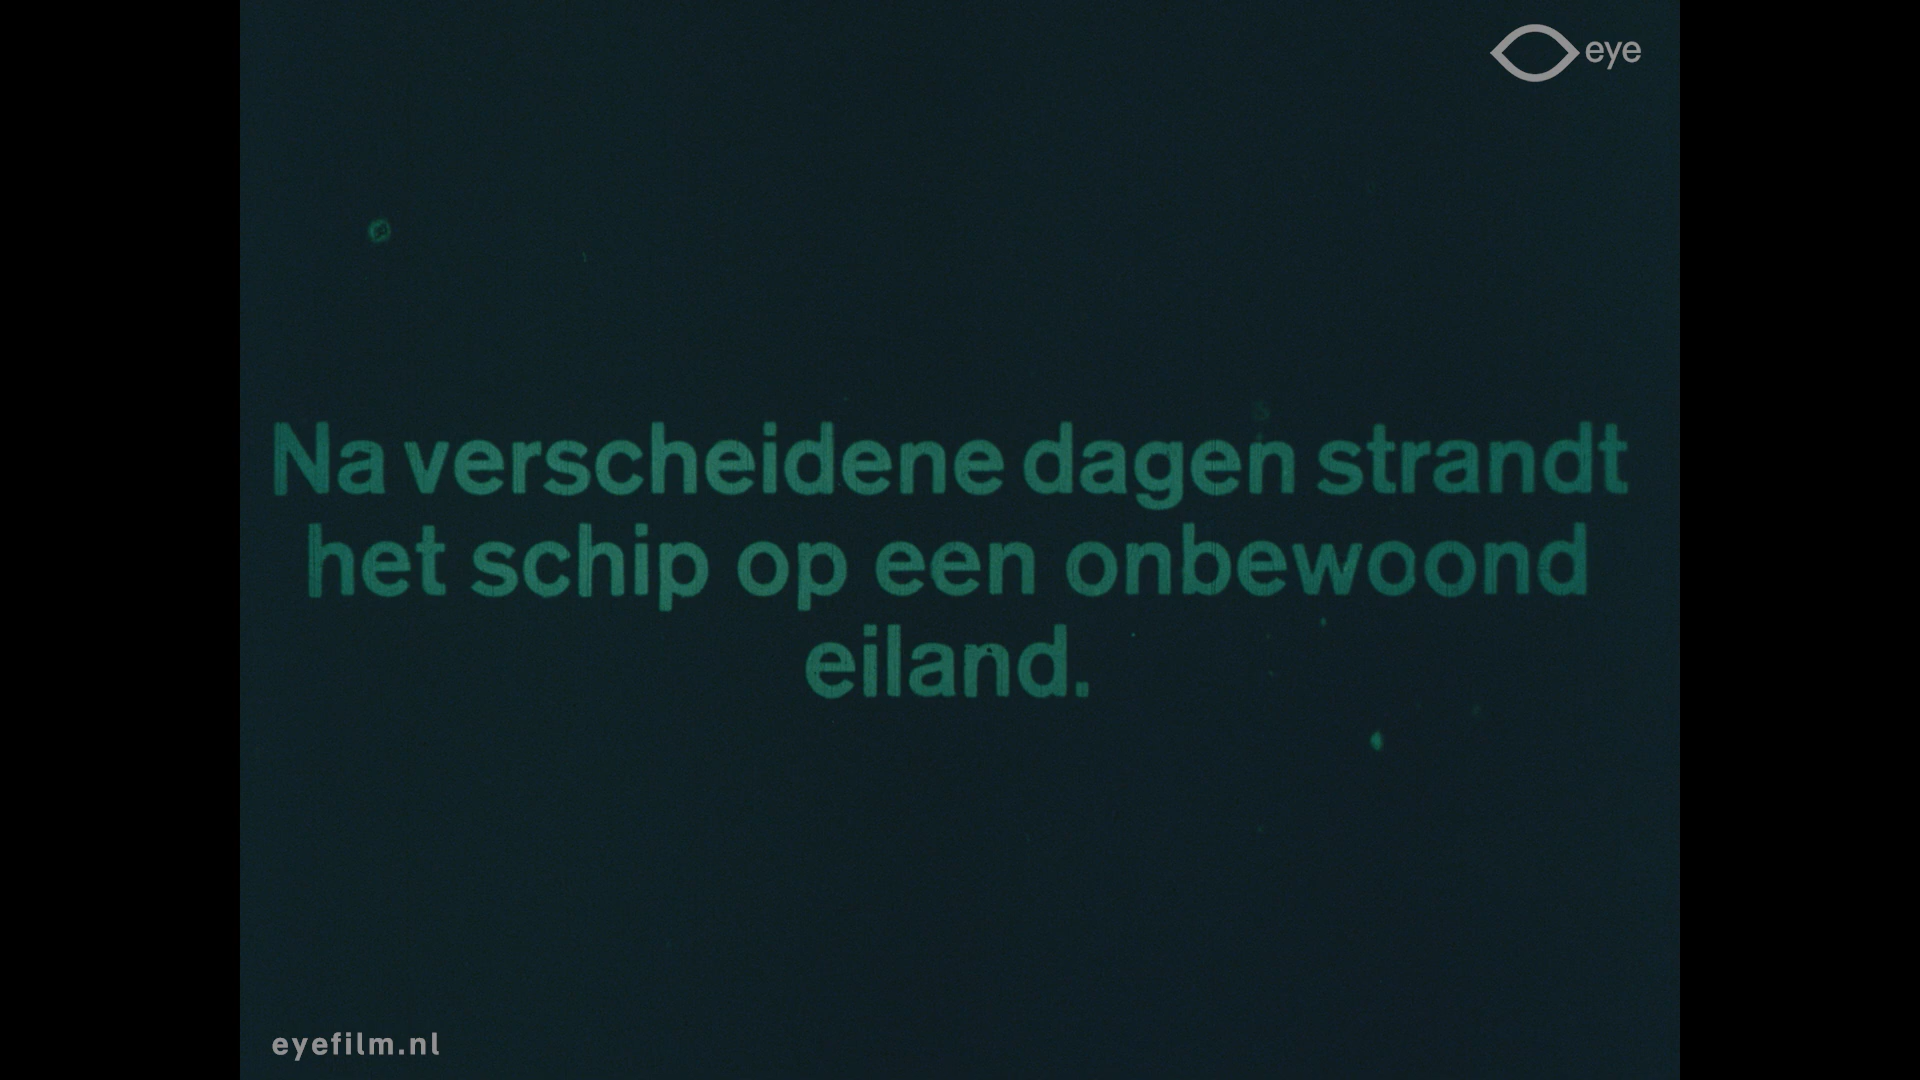 eye
Na verscheidene dagen strandt
het schip op een onbewoond
eiland.
eyefilm.nl